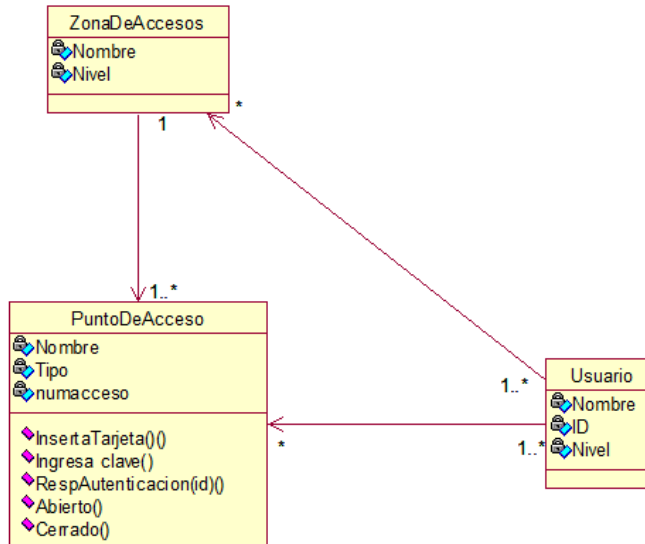 ZonaDeAccesos
Nombre
Nivel
1
*
1..*
PuntoDeAcceso
Nombre
Tipo
numacceso
InsertaTarjeta()()
Ingresa clave()
RespAutenticacion(id)()
Abierto()
Cerrado()
*
1..*
1..*
Usuario
Nombre
ID
Nivel